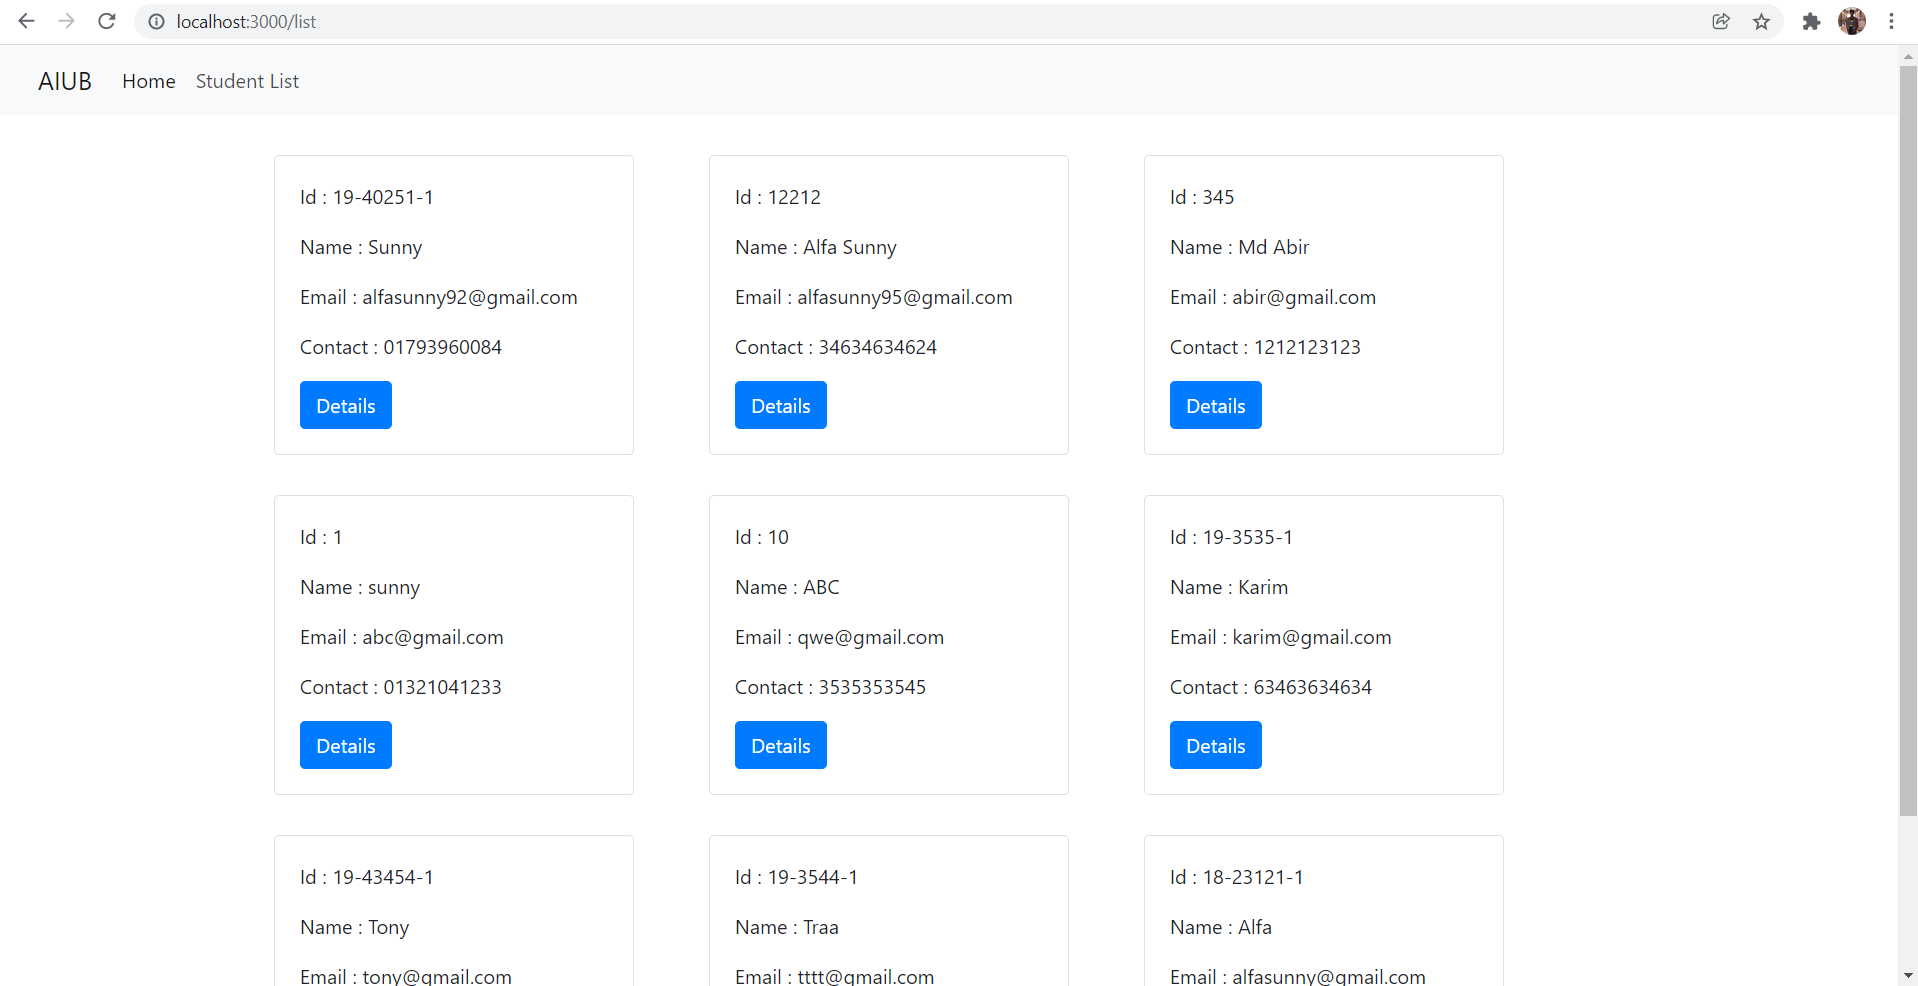 localhost:3000/list
AIUB Home Student List
Id : 19-40251-1
Name : Sunny
Email : alfasunny92@gmail.com
Contact : 01793960084
Details
Id : 12212
Name : Alfa Sunny
Email : alfasunny95@gmail.com
Contact : 34634634624
Details
Id : 345
Name : Md Abir
Email : abir@gmail.com
Contact : 1212123123
Details
Id : 1
Name : sunny
Email : abc@gmail.com
Contact : 01321041233
Details
Id : 10
Name : ABC
Email : qwe@gmail.com
Contact : 3535353545
Details
Id : 19-3535-1
Name : Karim
Email : karim@gmail.com
Contact : 63463634634
Details
Id : 19-43454-1
Name : Tony
Email : tony@gmail.com
Id : 19-3544-1
Name : Traa
Email : tttt@gmail.com
Id : 18-23121-1
Name : Alfa
Email : alfasunny@gmail.com